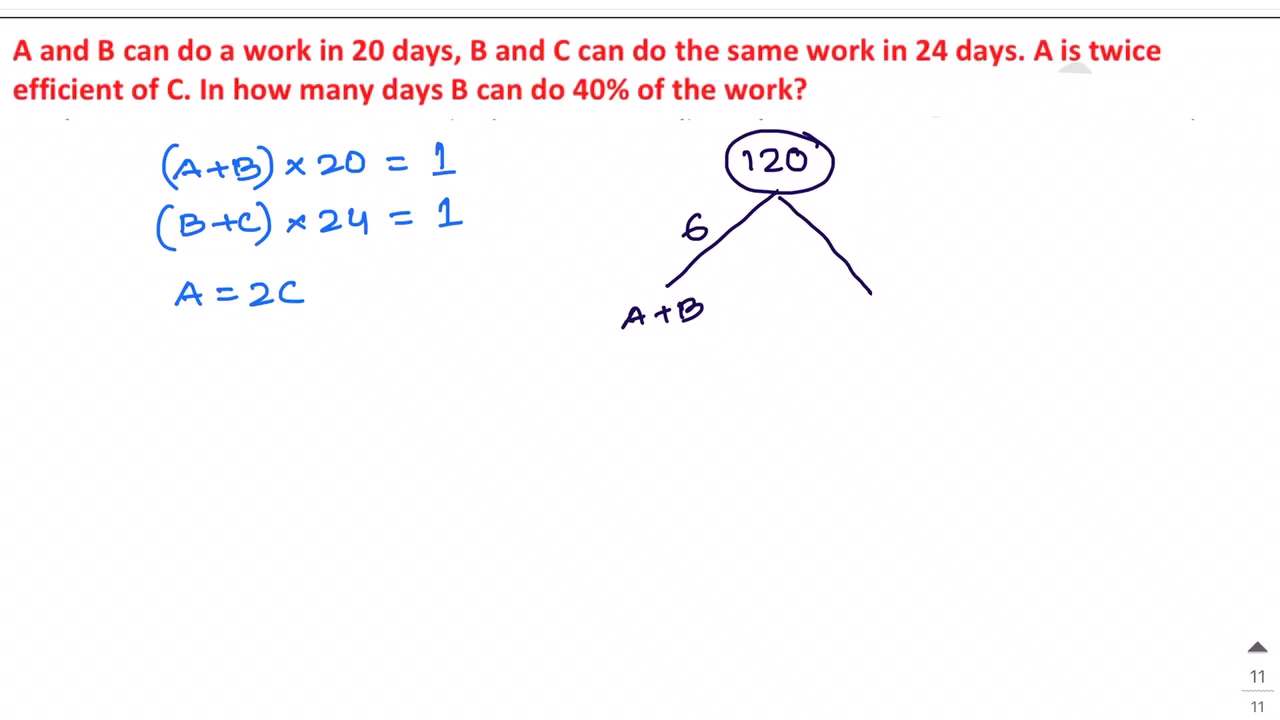 A and B can do a work in 20 days, B and C can do the same work in 24 days. A is twice
efficient of C. In how many days B can do 40% of the work?
(A+B) × 20 = 1
(B+C) × 24 = 1
A = 2C
120
6
A+B
11
11